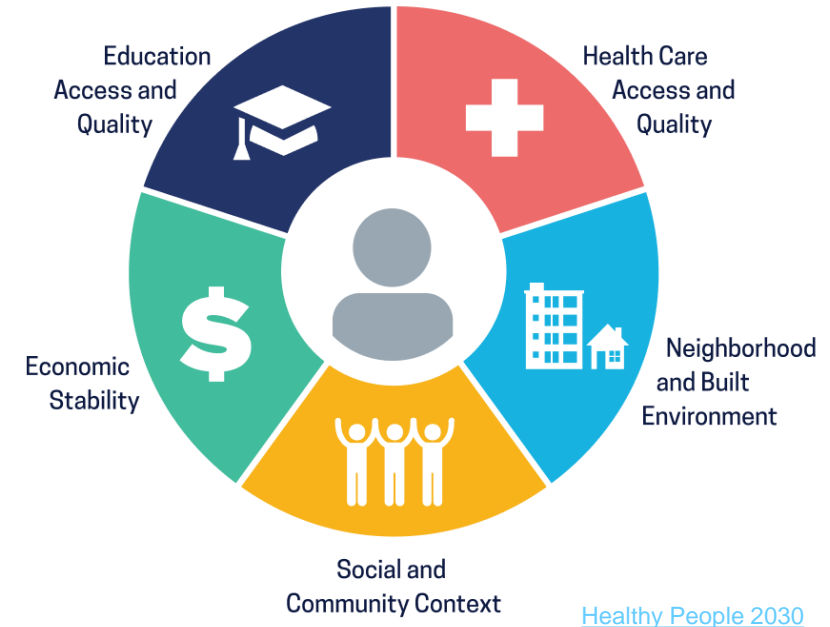 Education
Access and
Quality
Health Care
Access and
Quality
Economic
Stability
$
Neighborhood
and Built
Environment
Social and
Community Context
Healthy People 2030